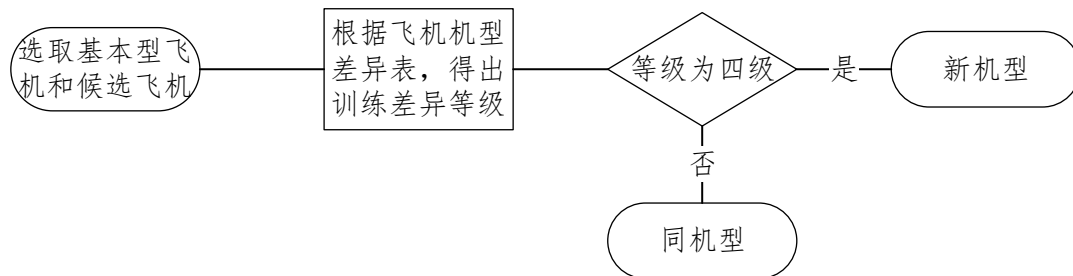 选取基本型飞
机和候选飞机
根据飞机机型
差异表，得出
训练差异等级
等级为四级
是
新机型
否
同机型